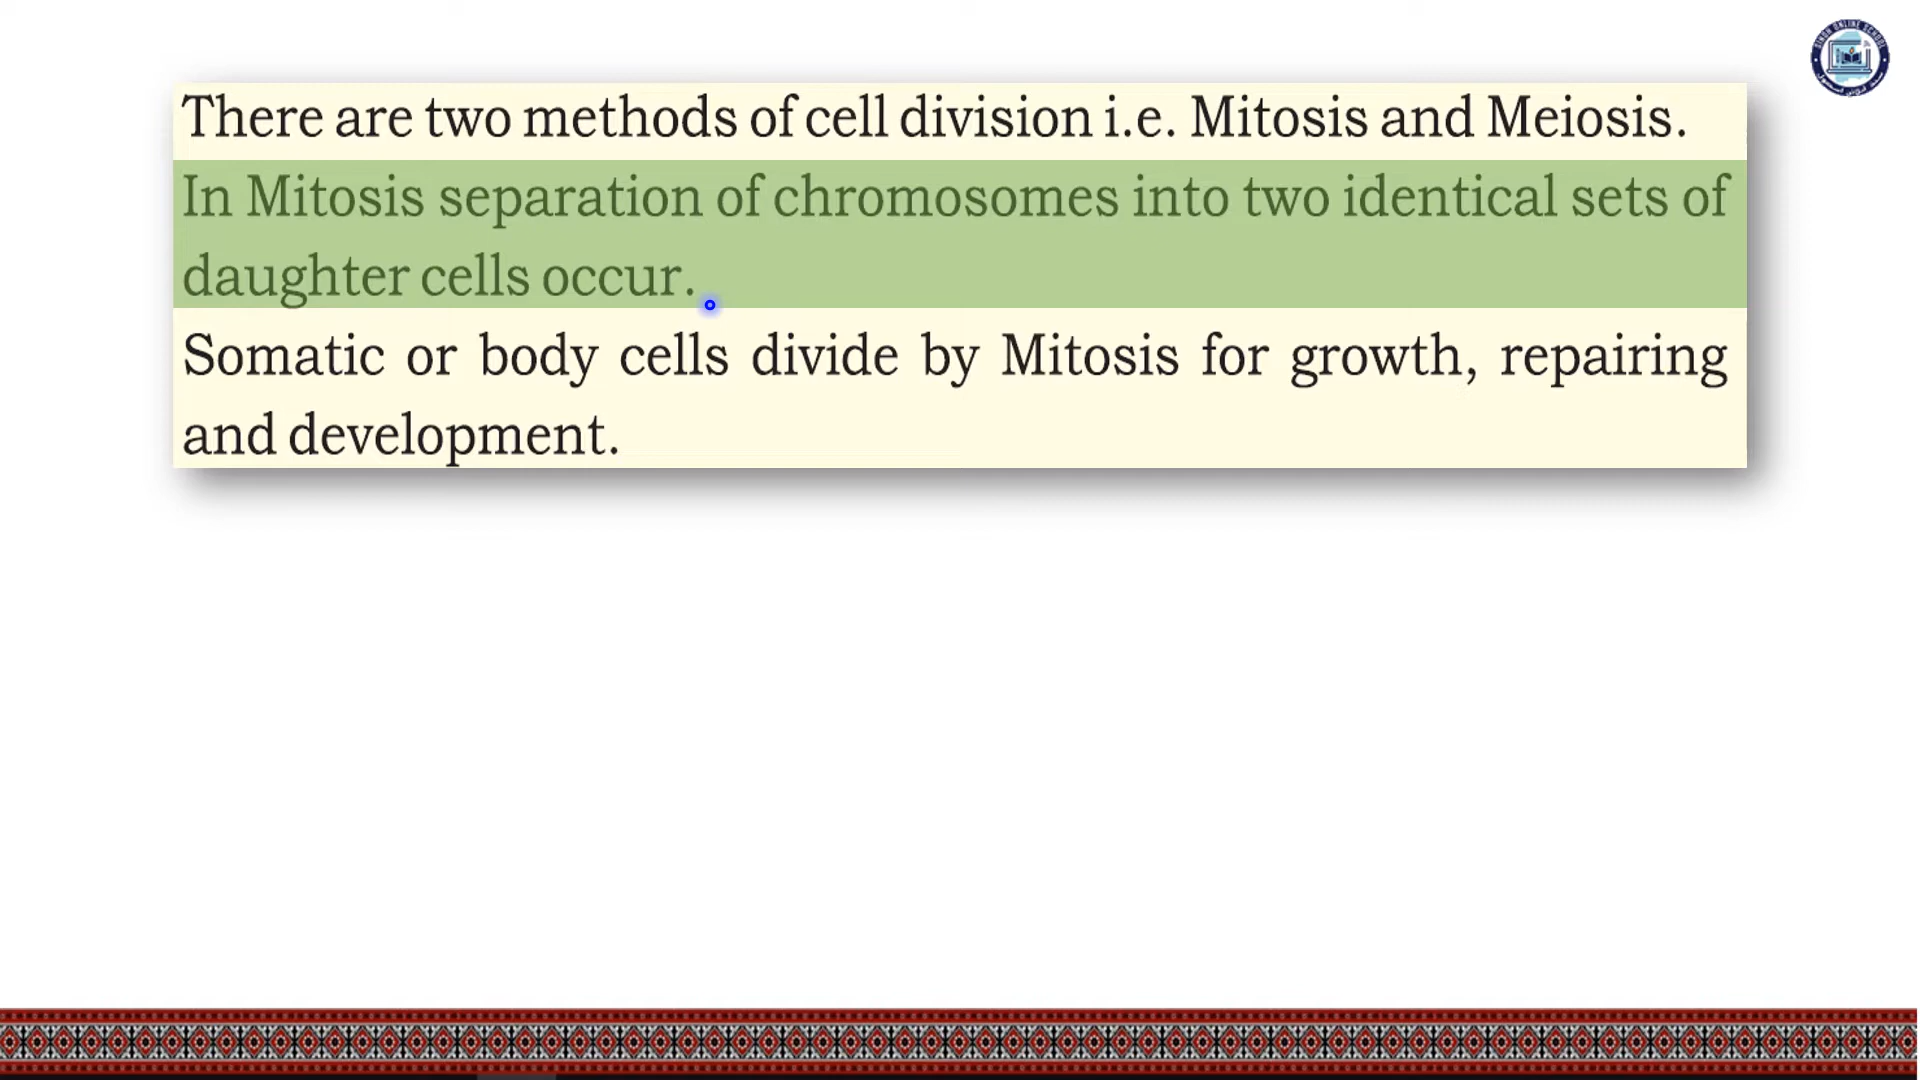 There are two methods of cell division i.e. Mitosis and Meiosis.
In Mitosis separation of chromosomes into two identical sets of
daughter cells occur.
Somatic or body cells divide by Mitosis for growth, repairing
and development.